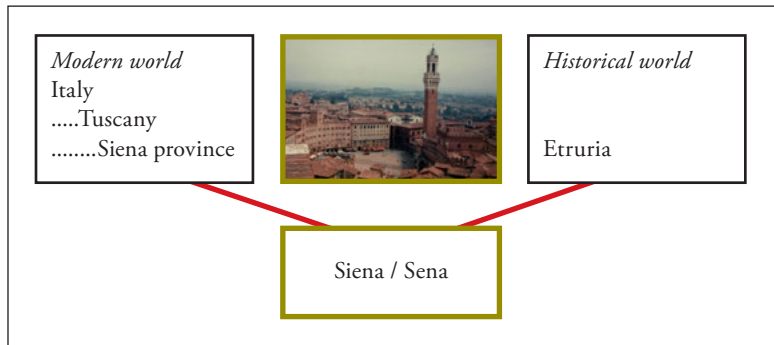 Modern world
Italy
.....Tuscany
........Siena province
Historical world
Etruria
Siena / Sena